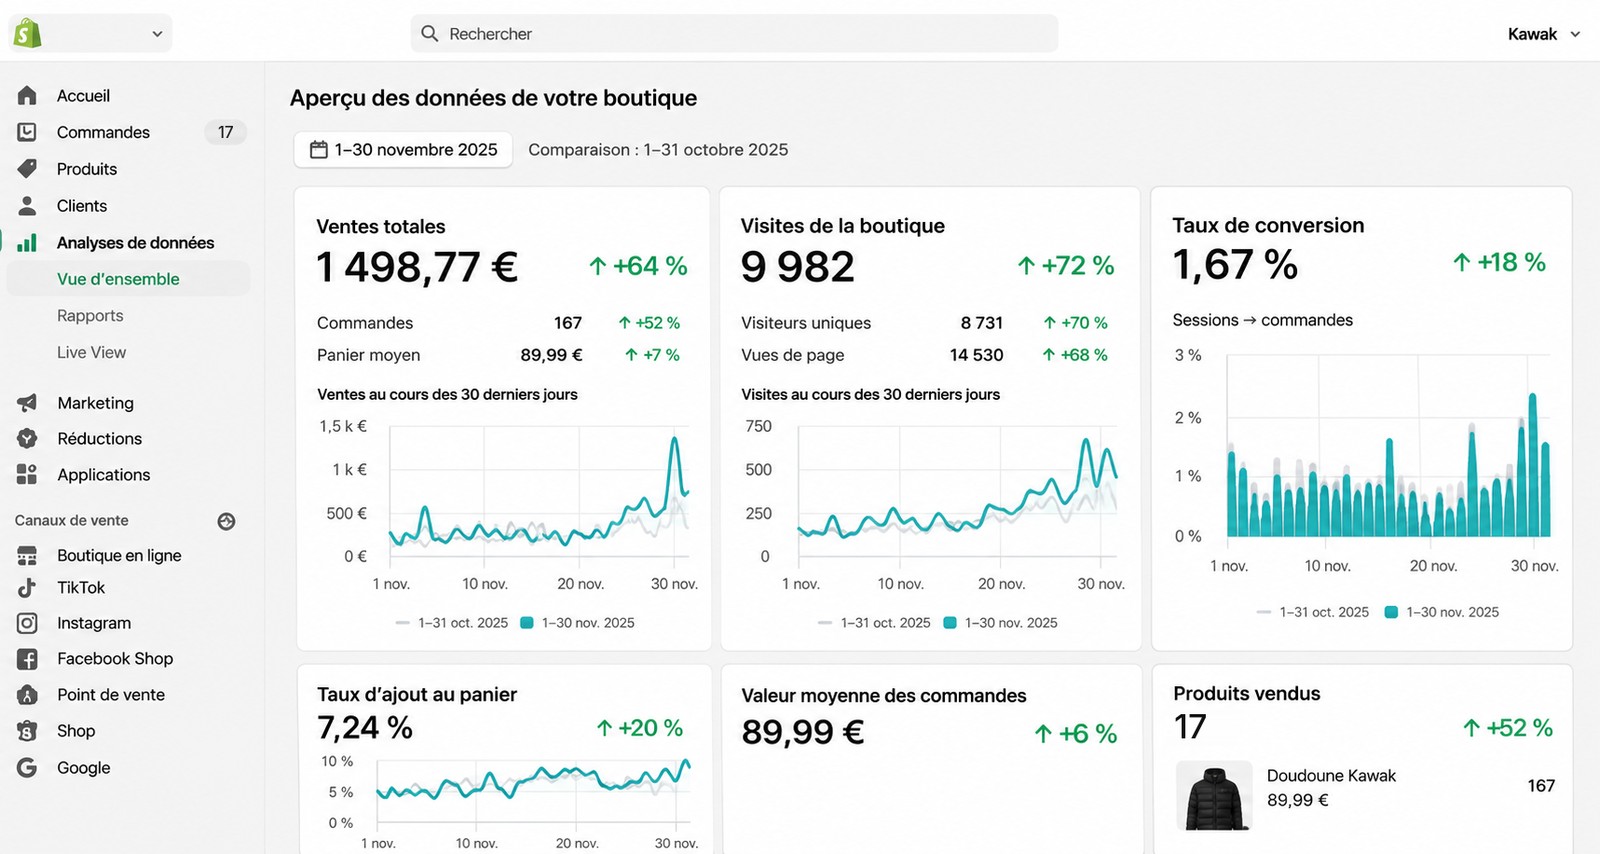 Rechercher
Kawak
Accueil
Commandes 17
Produits
Clients
Analyses de données
Vue d'ensemble
Rapports
Live View
Marketing
Réductions
Applications
Canaux de vente
Boutique en ligne
TikTok
Instagram
Facebook Shop
Point de vente
Shop
Google
Aperçu des données de votre boutique
1–30 novembre 2025 Comparaison : 1–31 octobre 2025
Ventes totales
1 498,77 € ↑ +64 %
Commandes 167 ↑ +52 %
Panier moyen 89,99 € ↑ +7 %
Ventes au cours des 30 derniers jours
1,5 k €
1 k €
500 €
0 €
1 nov. 10 nov. 20 nov. 30 nov.
1–31 oct. 2025 1–30 nov. 2025
Visites de la boutique
9 982 ↑ +72 %
Visiteurs uniques 8 731 ↑ +70 %
Vues de page 14 530 ↑ +68 %
Visites au cours des 30 derniers jours
750
500
250
0
1 nov. 10 nov. 20 nov. 30 nov.
1–31 oct. 2025 1–30 nov. 2025
Taux de conversion
1,67 % ↑ +18 %
Sessions → commandes
3 %
2 %
1 %
0 %
1 nov. 10 nov. 20 nov. 30 nov.
1–31 oct. 2025 1–30 nov. 2025
Taux d'ajout au panier
7,24 % ↑ +20 %
10 %
5 %
0 %
1 nov. 10 nov. 20 nov. 30 nov.
Valeur moyenne des commandes
89,99 € ↑ +6 %
Produits vendus
17 ↑ +52 %
Doudoune Kawak 167
89,99 €